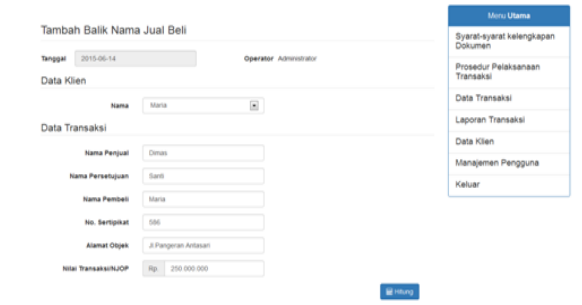 Tambah Balik Nama Jual Beli
Tanggal 2015-06-14 Operator Administrator
Data Klien
Nama Maria
Data Transaksi
Nama Penjual Dimas
Nama Persetujuan Santi
Nama Pembeli Maria
No. Sertipikat 586
Alamat Objek Jl Pangeran Antasari
Nilai Transaksi/NJOP Rp 250.000.000
Hitung
Menu Utama
Syarat-syarat kelengkapan
Dokumen
Prosedur Pelaksanaan
Transaksi
Data Transaksi
Laporan Transaksi
Data Klien
Manajemen Pengguna
Keluar